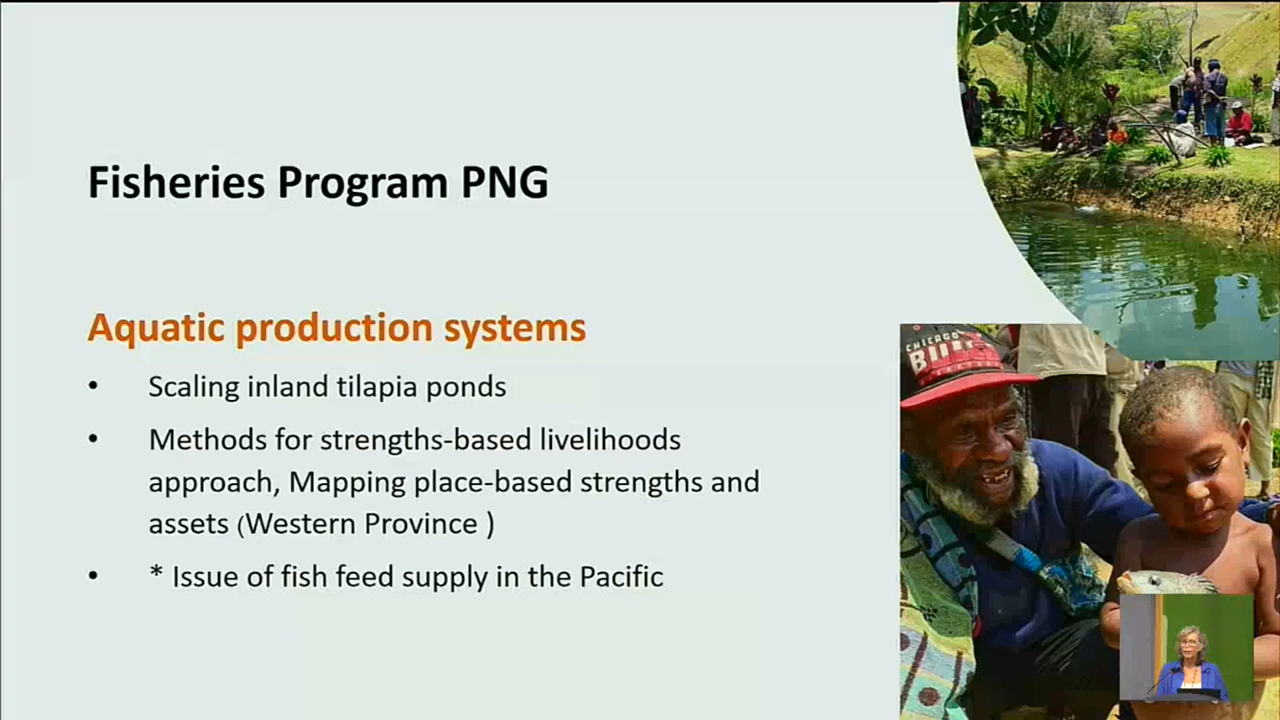 Fisheries Program PNG
Aquatic production systems
• Scaling inland tilapia ponds
• Methods for strengths-based livelihoods
approach, Mapping place-based strengths and
assets (Western Province )
• * Issue of fish feed supply in the Pacific
CHICAGO
BULLS